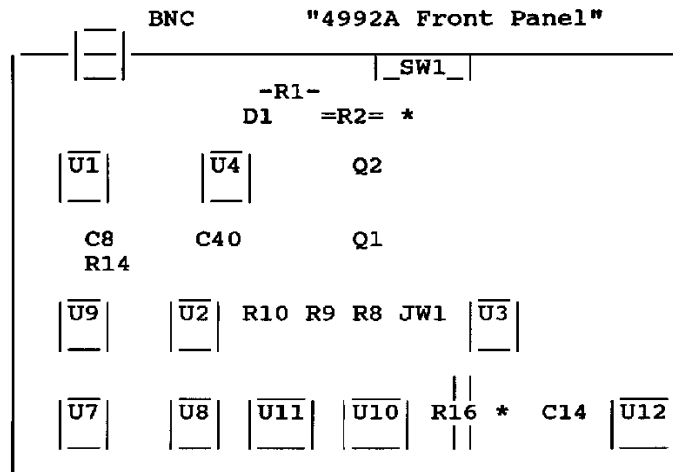 BNC "4992A Front Panel"
|_SW1_|
-R1-
D1 =R2= *
U1 U4 Q2
C8 C40 Q1
R14
U9 U2 R10 R9 R8 JW1 U3
U7 U8 U11 U10 R16 * C14 U12